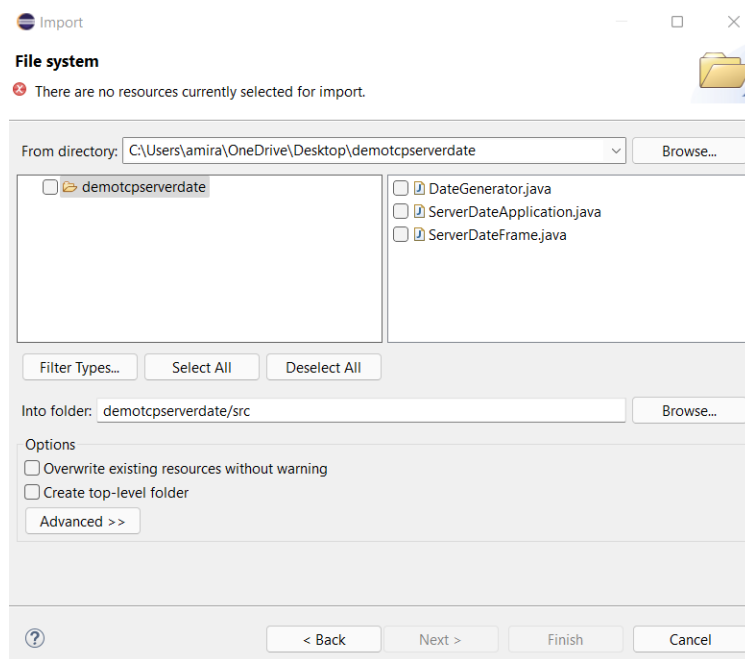 Import
File system
There are no resources currently selected for import.
From directory: C:\Users\amira\OneDrive\Desktop\demotcpserverdate Browse...
demotcpserverdate
DateGenerator.java
ServerDateApplication.java
ServerDateFrame.java
Filter Types... Select All Deselect All
Into folder: demotcpserverdate/src Browse...
Options
Overwrite existing resources without warning
Create top-level folder
Advanced >>
? < Back Next > Finish Cancel